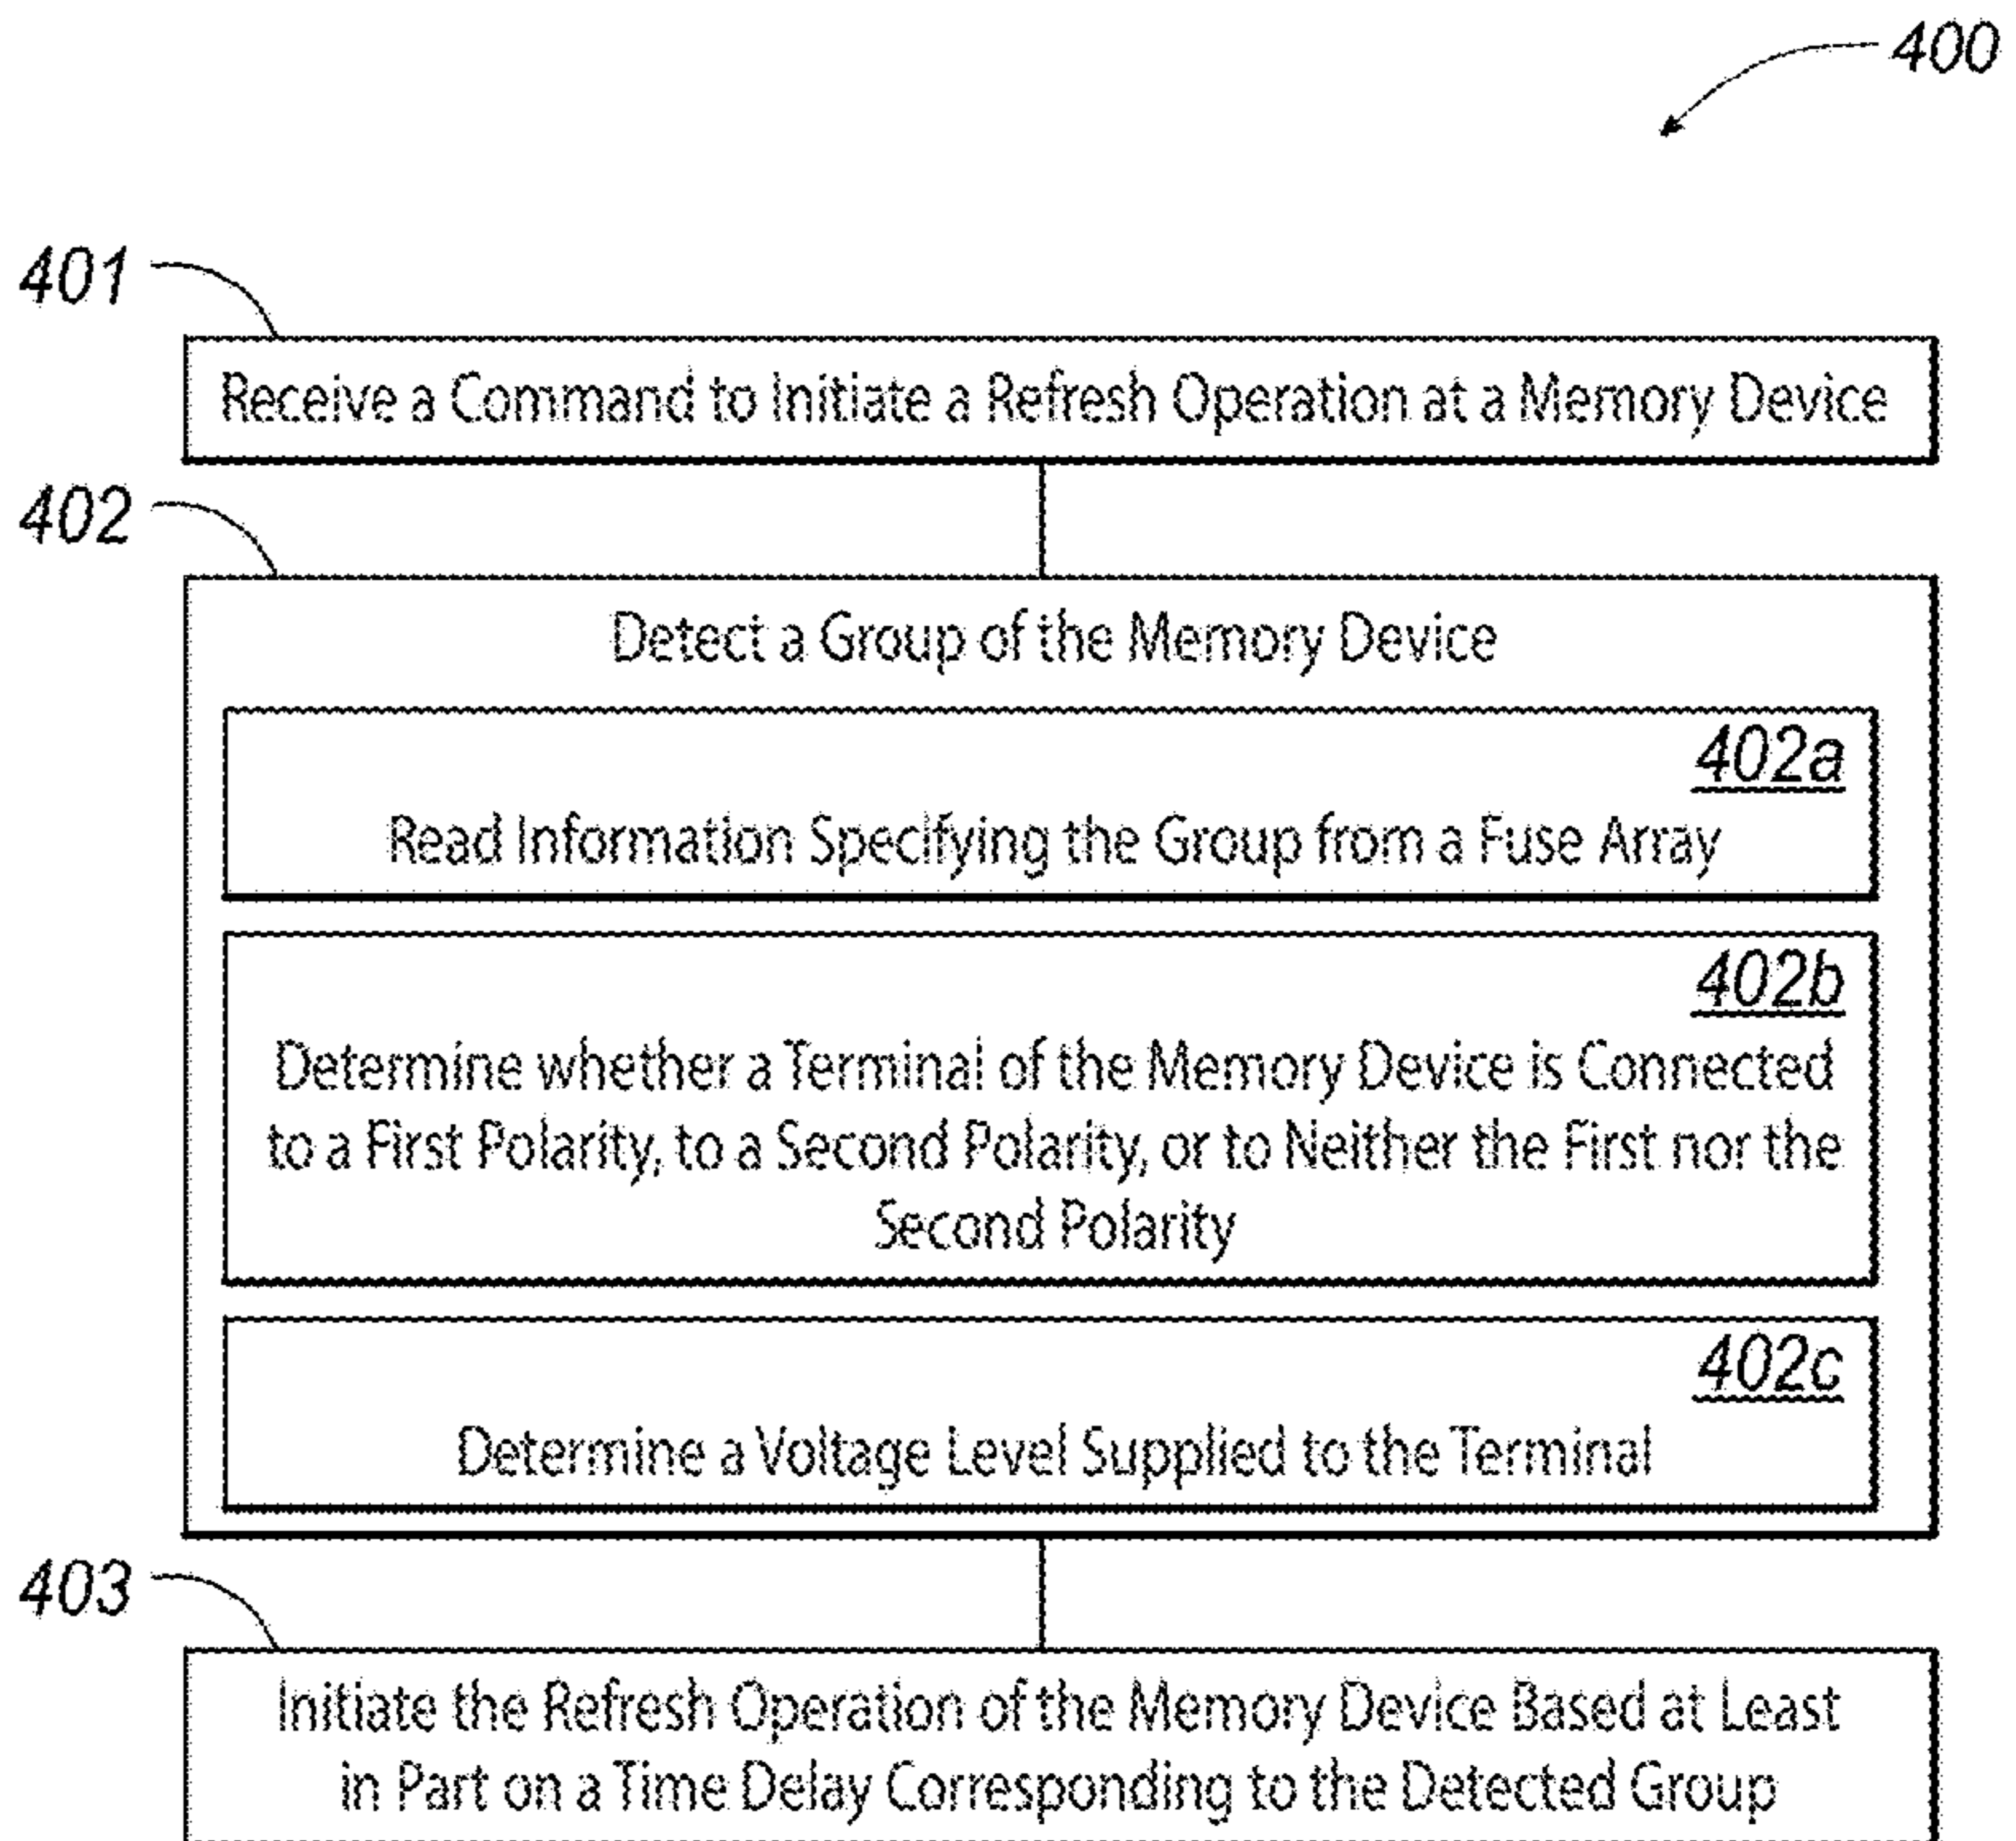 400
401
Receive a Command to Initiate a Refresh Operation at a Memory Device
402
Detect a Group of the Memory Device
402a
Read Information Specifying the Group from a Fuse Array
402b
Determine whether a Terminal of the Memory Device is Connected
to a First Polarity, to a Second Polarity, or to Neither the First nor the
Second Polarity
402c
Determine a Voltage Level Supplied to the Terminal
403
Initiate the Refresh Operation of the Memory Device Based at Least
in Part on a Time Delay Corresponding to the Detected Group